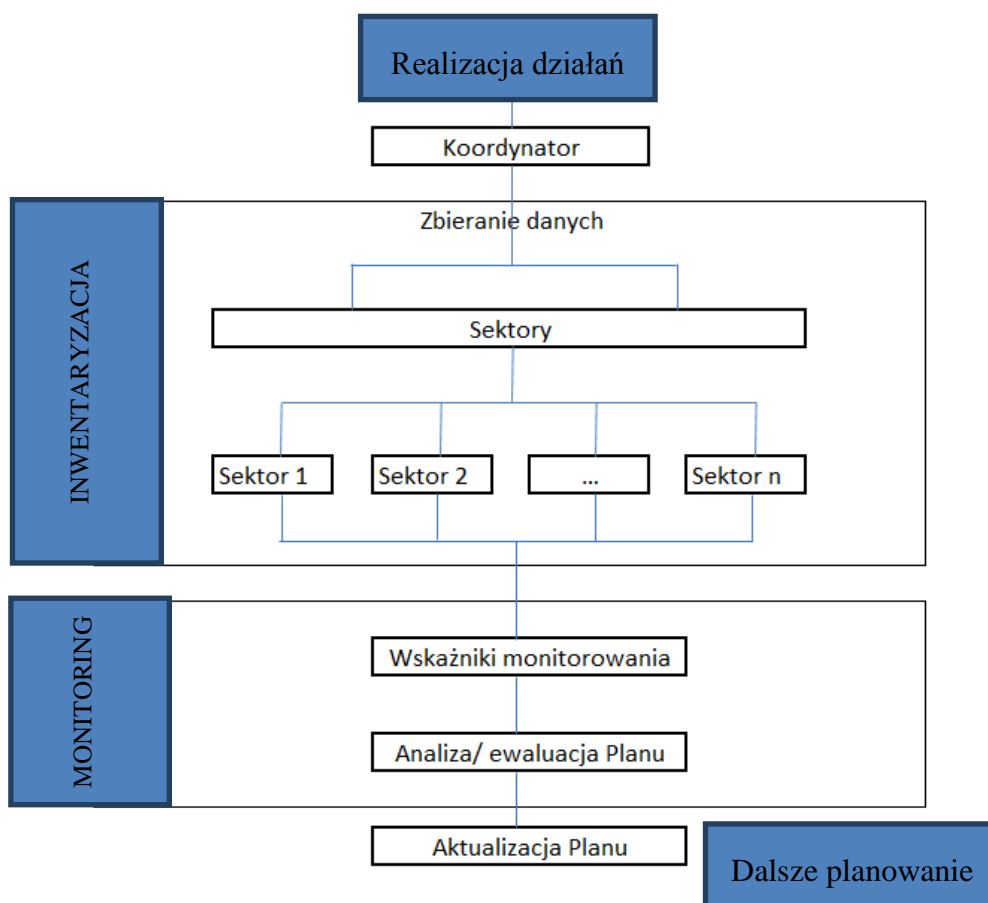 Realizacja działań
Koordynator
INWENTARYZACJA
Zbieranie danych
Sektory
Sektor 1
Sektor 2
...
Sektor n
MONITORING
Wskażniki monitorowania
Analiza/ ewaluacja Planu
Aktualizacja Planu
Dalsze planowanie